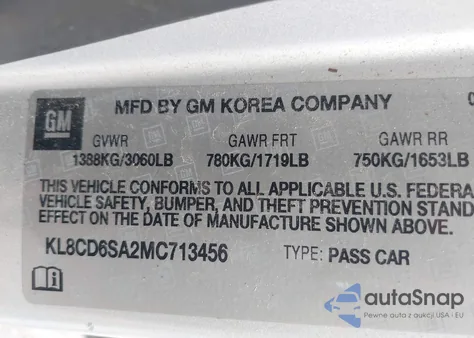 GM
MFD BY GM KOREA COMPANY
GVWR GAWR FRT GAWR RR
1388KG/3060LB 780KG/1719LB 750KG/1653LB
THIS VEHICLE CONFORMS TO ALL APPLICABLE U.S. FEDERA
VEHICLE SAFETY, BUMPER, AND THEFT PREVENTION STAND
EFFECT ON THE DATE OF MANUFACTURE SHOWN ABOVE.
KL8CD6SA2MC713456 TYPE: PASS CAR
autoSnap
Pewne auta z aukcji USA - EU